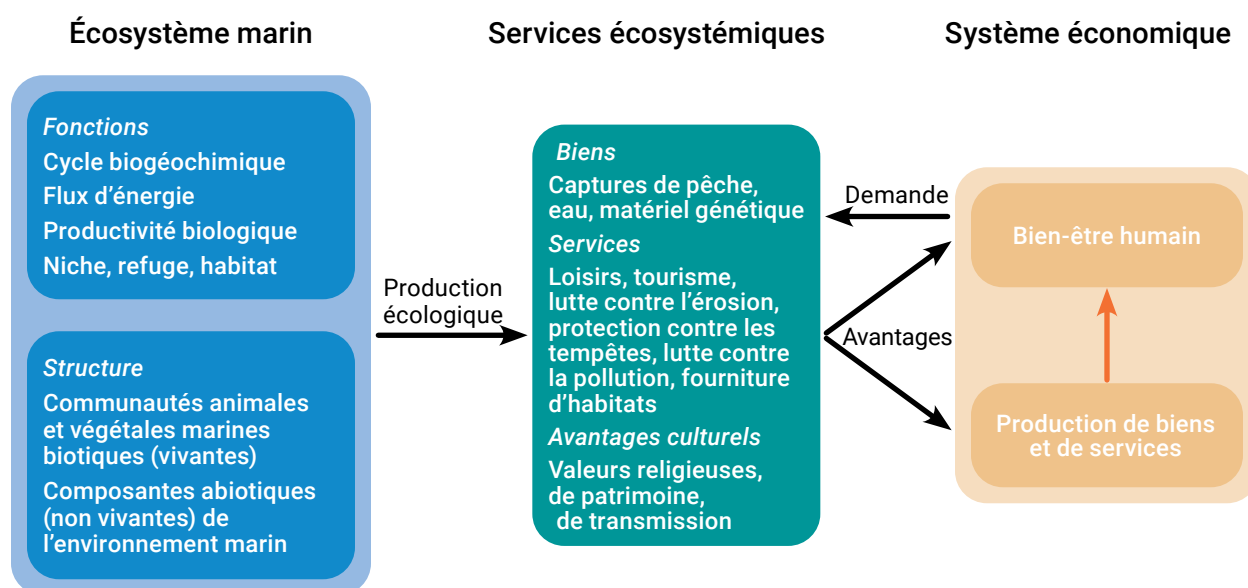 Écosystème marin
Services écosystémiques
Système économique
Fonctions
Cycle biogéochimique
Flux d’énergie
Productivité biologique
Niche, refuge, habitat
Structure
Communautés animales
et végétales marines
biotiques (vivantes)
Composantes abiotiques
(non vivantes) de
l’environnement marin
Production
écologique
Biens
Captures de pêche,
eau, matériel génétique
Services
Loisirs, tourisme,
lutte contre l’érosion,
protection contre les
tempêtes, lutte contre
la pollution, fourniture
d’habitats
Avantages culturels
Valeurs religieuses,
de patrimoine,
de transmission
Demande
Avantages
Bien-être humain
Production de biens
et de services